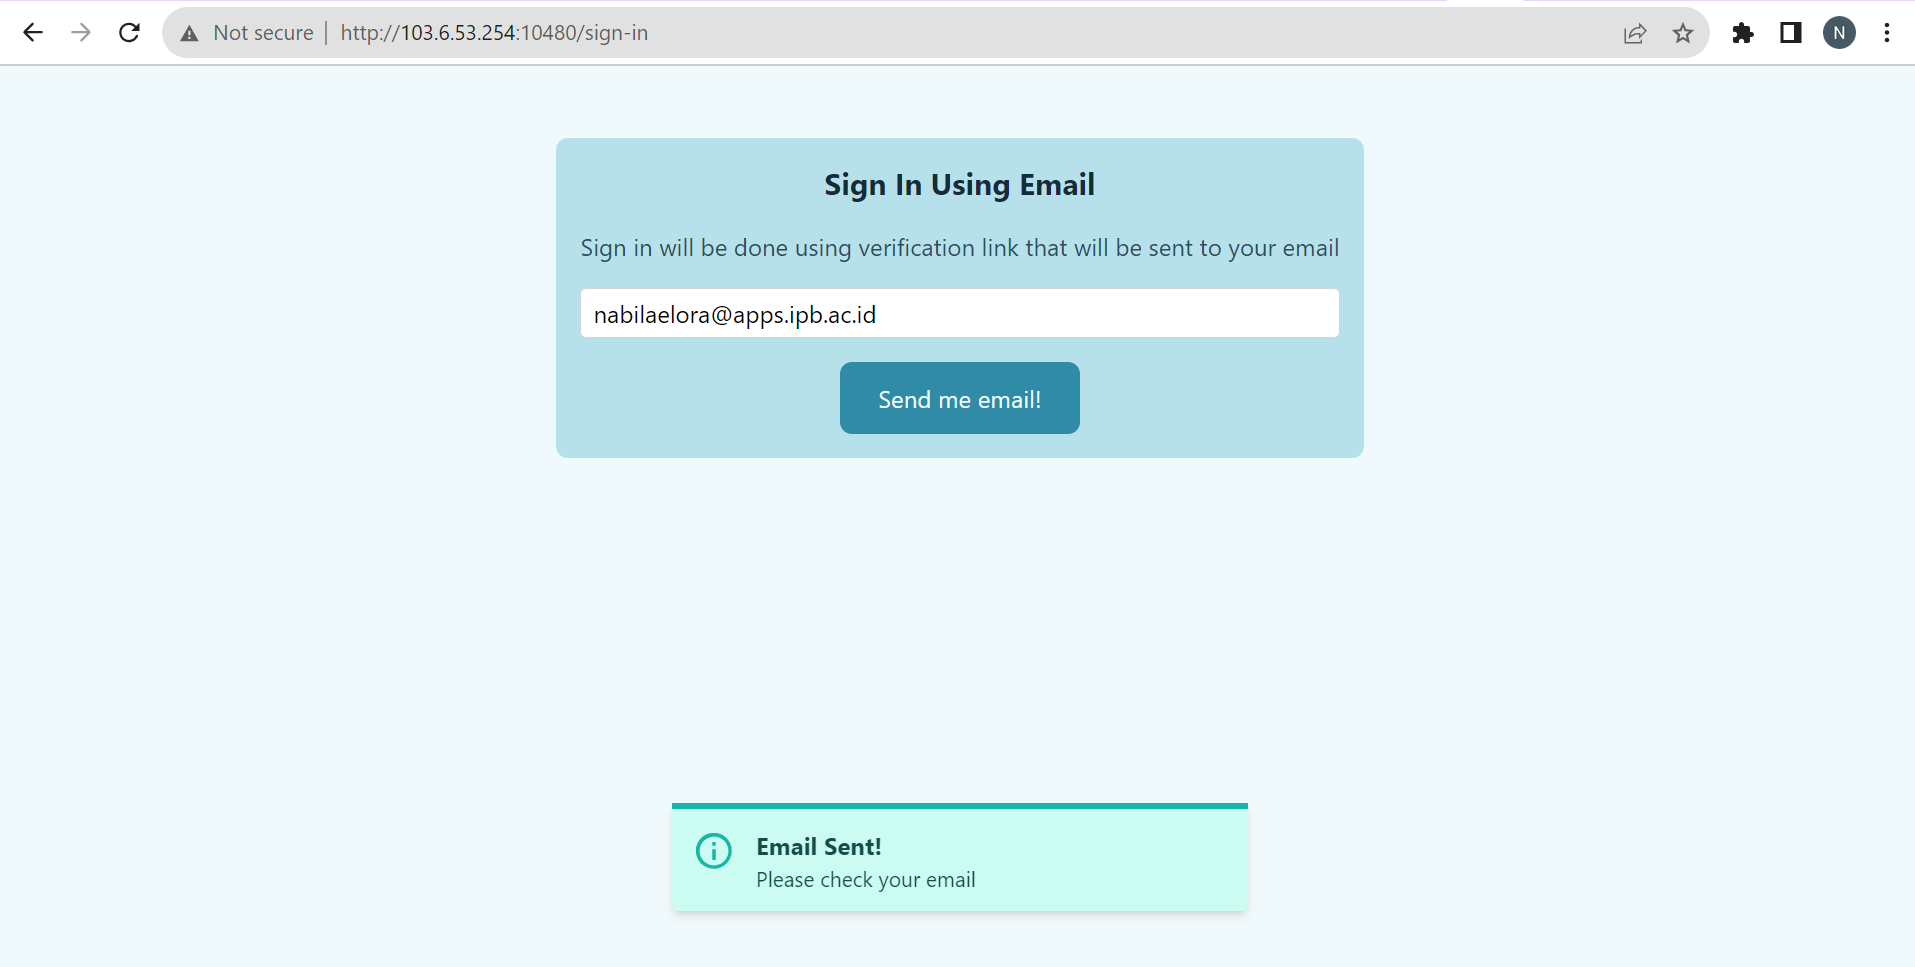 Not secure | http://103.6.53.254:10480/sign-in
N
Sign In Using Email
Sign in will be done using verification link that will be sent to your email
nabilaelora@apps.ipb.ac.id
Send me email!
Email Sent!
Please check your email